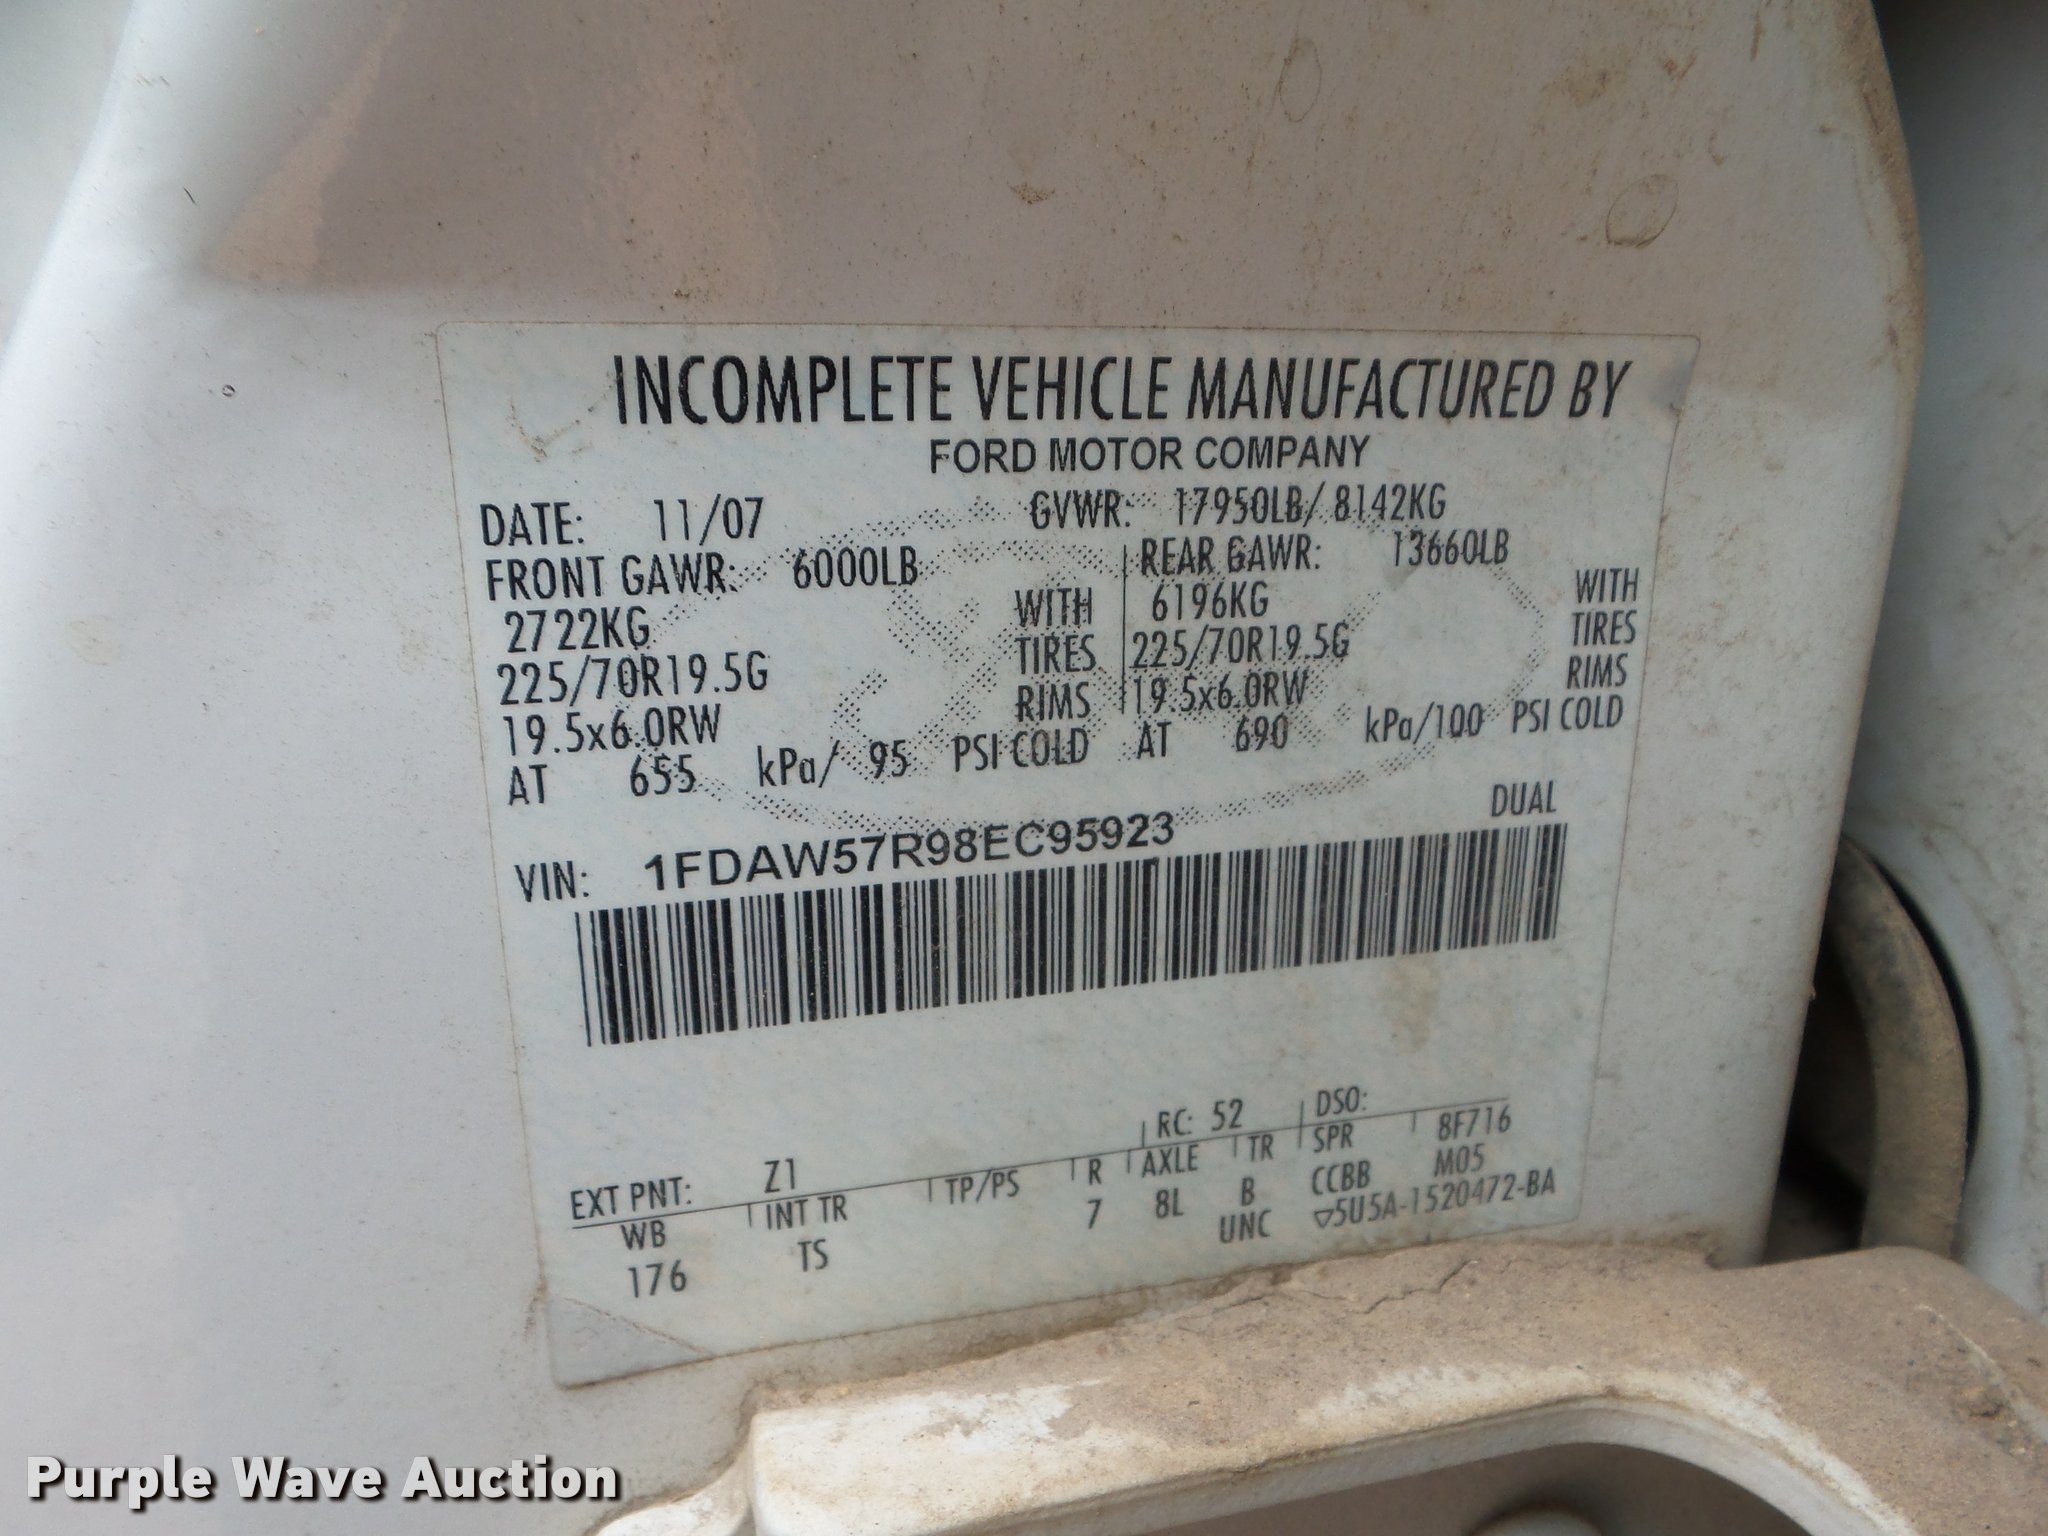 INCOMPLETE VEHICLE MANUFACTURED BY
FORD MOTOR COMPANY
DATE: 11/07 GVWR: 17950LB/ 8142KG
FRONT GAWR: 6000LB REAR GAWR: 13660LB
2722KG WITH 6196KG WITH
225/70R19.5G TIRES 225/70R19.5G TIRES
19.5x6.0RW RIMS 19.5x6.0RW RIMS
AT 655 kPa/ 95 PSI COLD AT 690 kPa/100 PSI COLD
DUAL
VIN: 1FDAW57R98EC95923
EXT PNT: Z1 RC: 52 DSO:
WB INT TR TP/PS R AXLE TR SPR 8F716
176 TS 7 8L B CCBB M05
UNC ▽5U5A-1520472-BA
Purple Wave Auction